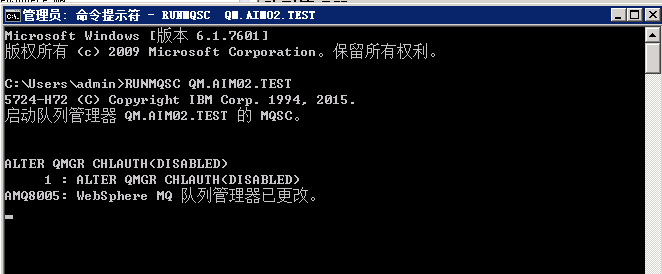 管理员: 命令提示符 - RUNMQSC  QM.AIM02.TEST
Microsoft Windows [版本 6.1.7601]
版权所有 (c) 2009 Microsoft Corporation。保留所有权利。
C:\Users\admin>RUNMQSC QM.AIM02.TEST
5724-H72 (C) Copyright IBM Corp. 1994, 2015.
启动队列管理器 QM.AIM02.TEST 的 MQSC。
ALTER QMGR CHLAUTH(DISABLED)
1 : ALTER QMGR CHLAUTH(DISABLED)
AMQ8005: WebSphere MQ 队列管理器已更改。